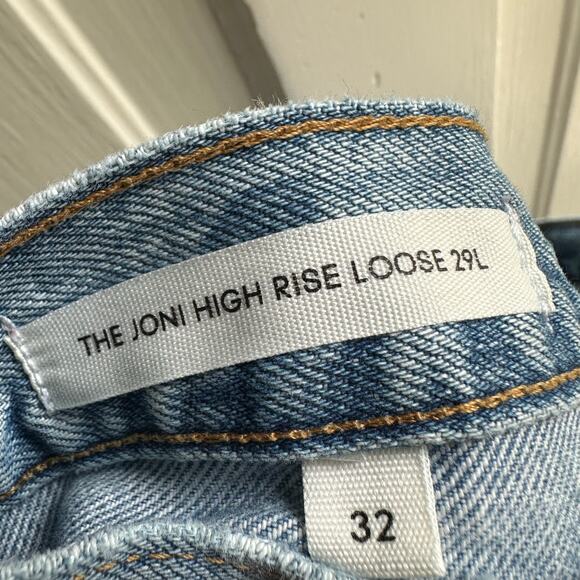 THE JONI HIGH RISE LOOSE 29L
32